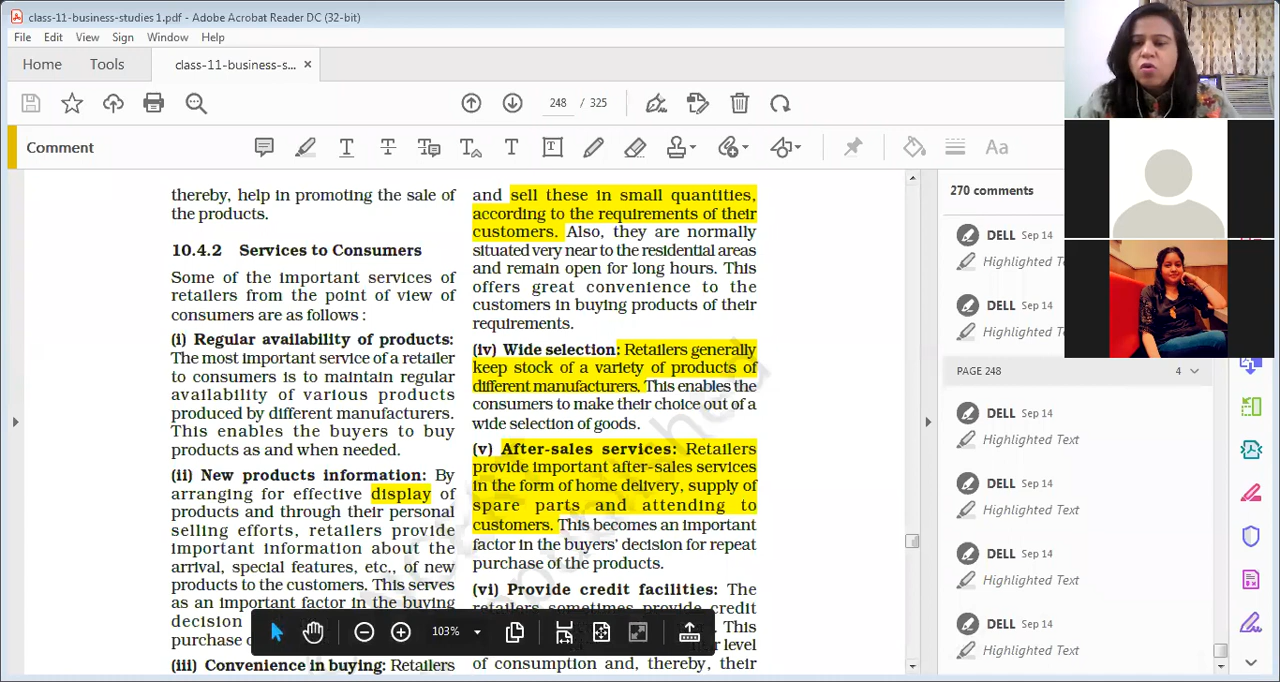 class-11-business-studies 1.pdf - Adobe Acrobat Reader DC (32-bit)
File Edit View Sign Window Help
Home Tools class-11-business-s... ×
248 / 325
Comment
270 comments
thereby, help in promoting the sale of
the products.
10.4.2 Services to Consumers
Some of the important services of
retailers from the point of view of
consumers are as follows :
(i) Regular availability of products:
The most important service of a retailer
to consumers is to maintain regular
availability of various products
produced by different manufacturers.
This enables the buyers to buy
products as and when needed.
(ii) New products information: By
arranging for effective display of
products and through their personal
selling efforts, retailers provide
important information about the
arrival, special features, etc., of new
products to the customers. This serves
as an important factor in the buying
decision
purchase
(iii) Convenience in buying: Retailers
and sell these in small quantities,
according to the requirements of their
customers. Also, they are normally
situated very near to the residential areas
and remain open for long hours. This
offers great convenience to the
customers in buying products of their
requirements.
(iv) Wide selection: Retailers generally
keep stock of a variety of products of
different manufacturers. This enables the
consumers to make their choice out of a
wide selection of goods.
(v) After-sales services: Retailers
provide important after-sales services
in the form of home delivery, supply of
spare parts and attending to
customers. This becomes an important
factor in the buyers' decision for repeat
purchase of the products.
(vi) Provide credit facilities: The
retailers sometimes provide credit
This
level
of consumption and, thereby, their
103%
DELL Sep 14
Highlighted Te
DELL Sep 14
Highlighted Te
PAGE 248 4
DELL Sep 14
Highlighted Text
DELL Sep 14
Highlighted Text
DELL Sep 14
Highlighted Text
DELL Sep 14
Highlighted Text